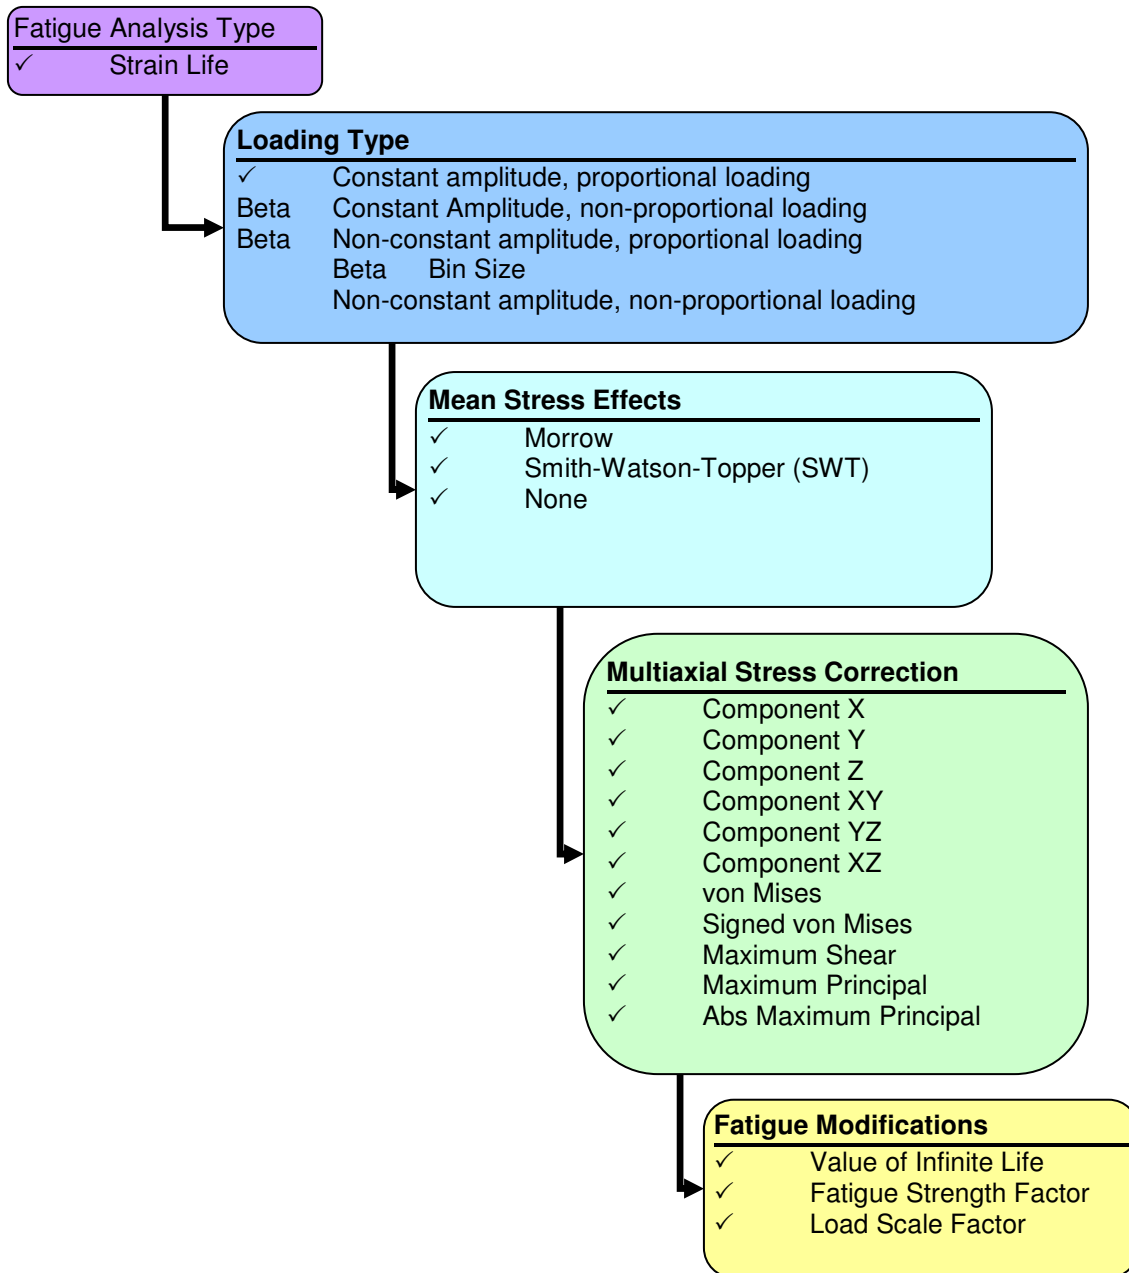 Fatigue Analysis Type
✓ Strain Life
Loading Type
✓ Constant amplitude, proportional loading
Beta Constant Amplitude, non-proportional loading
Beta Non-constant amplitude, proportional loading
Beta Bin Size
Non-constant amplitude, non-proportional loading
Mean Stress Effects
✓ Morrow
✓ Smith-Watson-Topper (SWT)
✓ None
Multiaxial Stress Correction
✓ Component X
✓ Component Y
✓ Component Z
✓ Component XY
✓ Component YZ
✓ Component XZ
✓ von Mises
✓ Signed von Mises
✓ Maximum Shear
✓ Maximum Principal
✓ Abs Maximum Principal
Fatigue Modifications
✓ Value of Infinite Life
✓ Fatigue Strength Factor
✓ Load Scale Factor